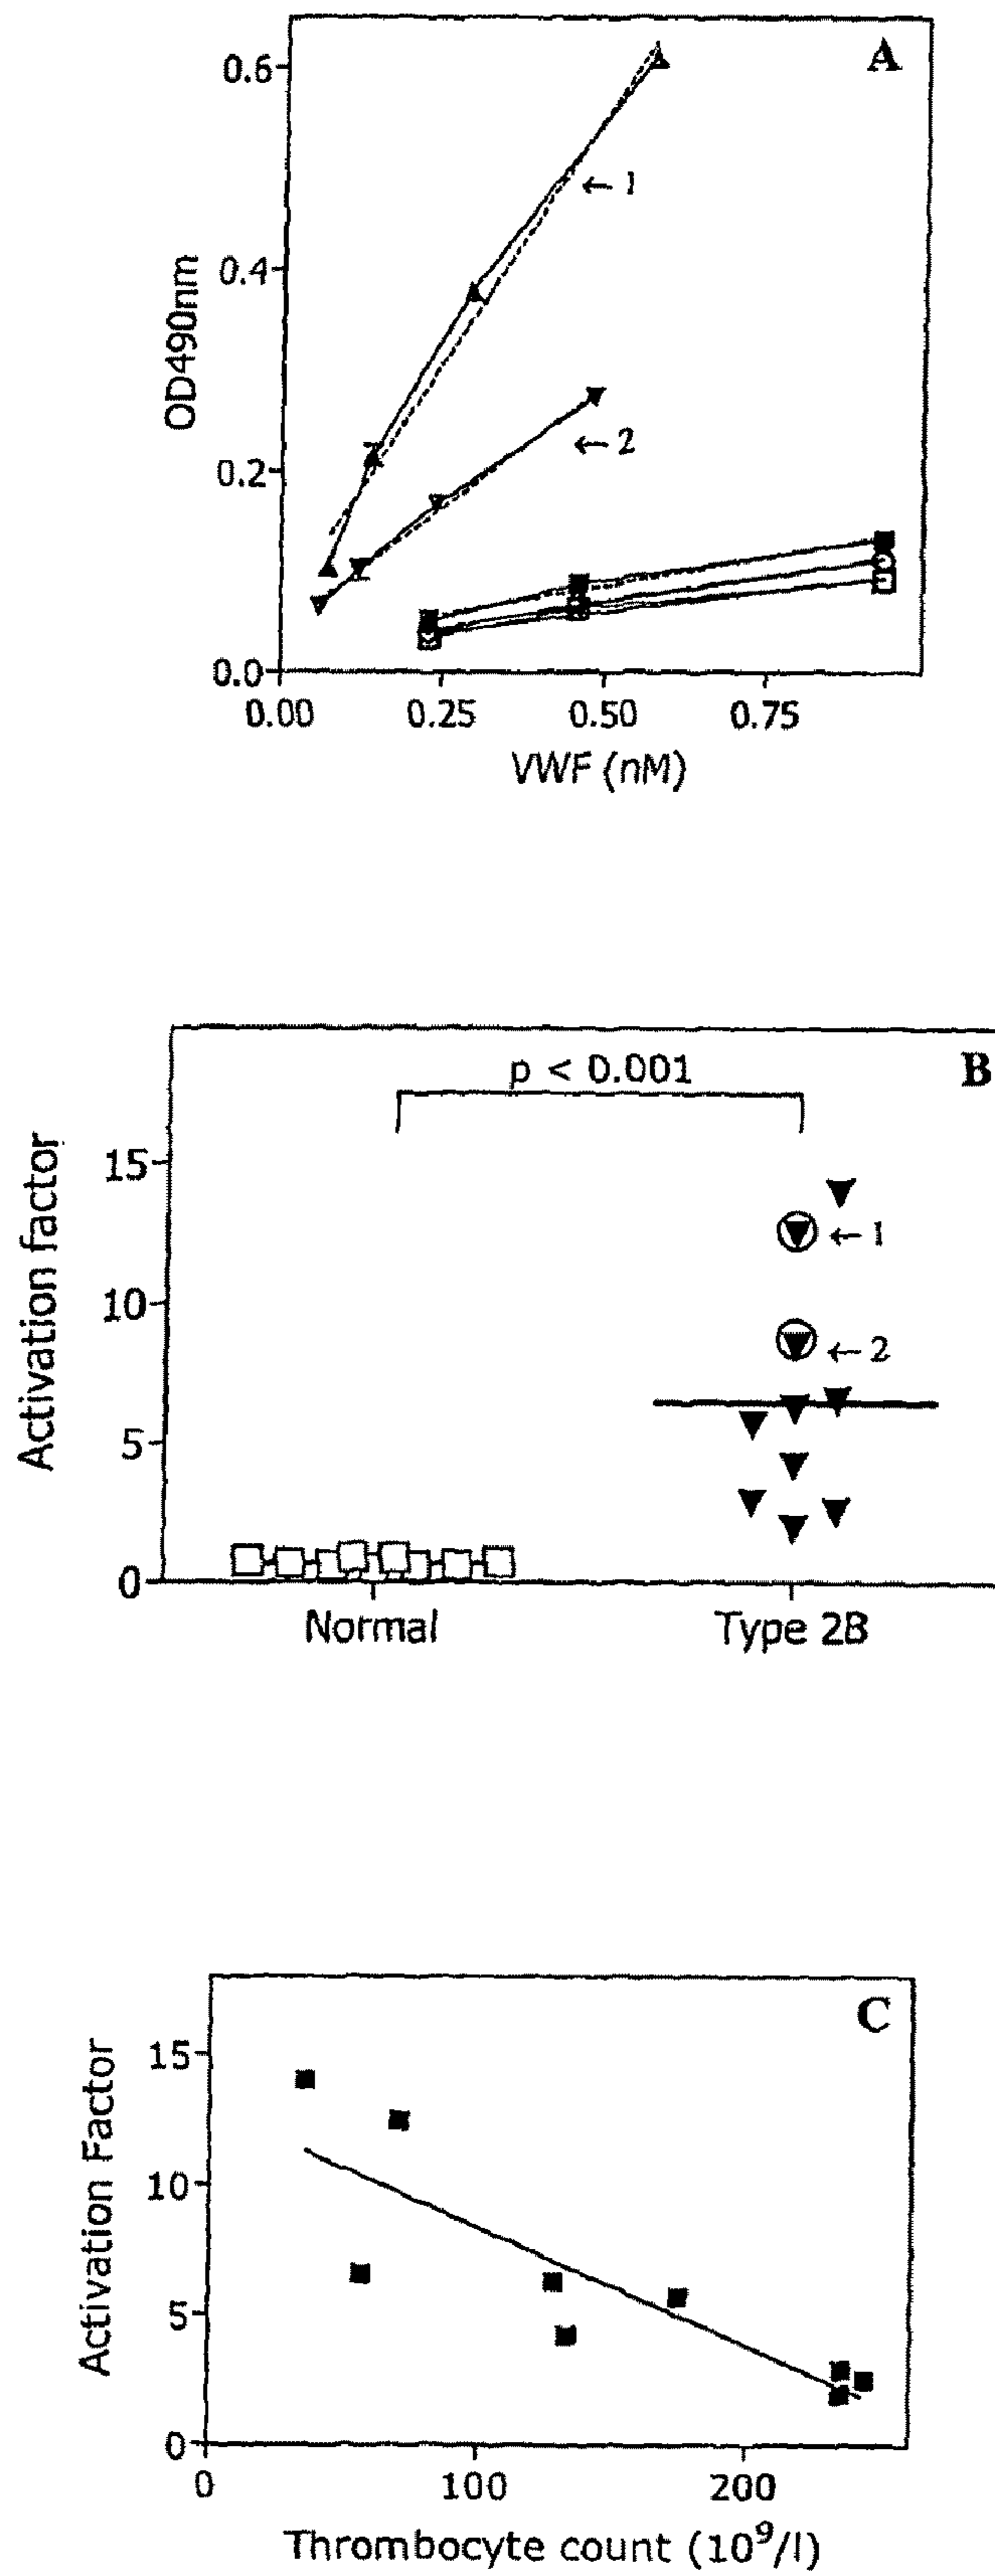 A
0.6
← 1
0.4
OD490nm
← 2
0.2
0.0
0.00 0.25 0.50 0.75
VWF (nM)
B
p < 0.001
15
← 1
10
← 2
Activation factor
5
0
Normal Type 2B
C
15
10
Activation Factor
5
0
0 100 200
Thrombocyte count (10⁹/l)